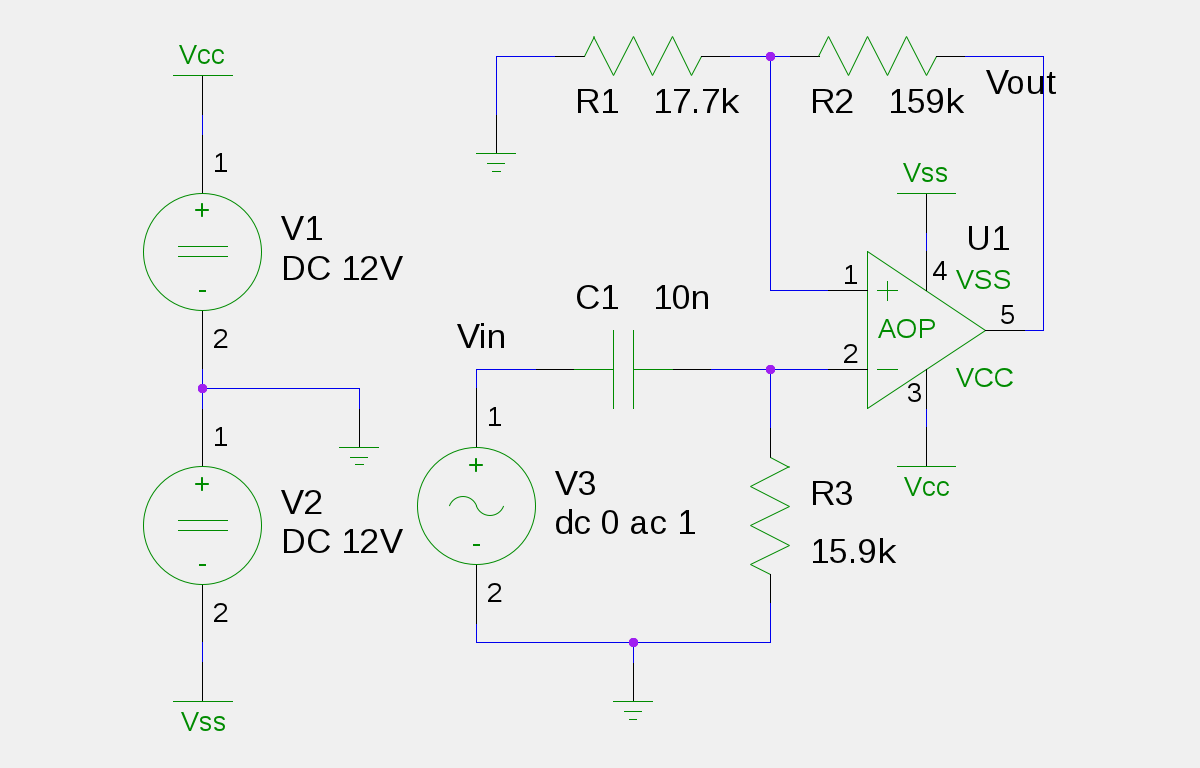 Vcc
1
+
V1
DC 12V
-
2
1
+
V2
DC 12V
-
2
Vss
R1 17.7k
R2 159k
Vout
Vss
U1
4
VSS
1
+
AOP
5
2
−
VCC
3
Vcc
C1 10n
Vin
1
+
V3
dc 0 ac 1
-
2
R3
15.9k